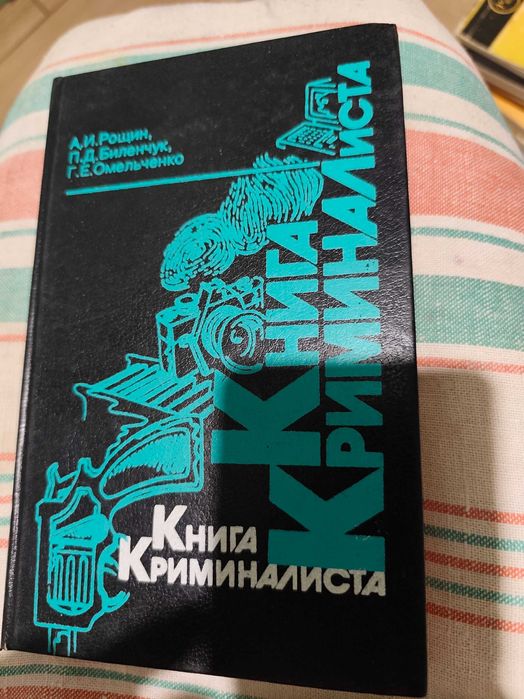 А.И.Рощин,
П.Д.Биленчук,
Г.Е.Омельченко
Книга
Криминалиста
Книга
Криминалиста